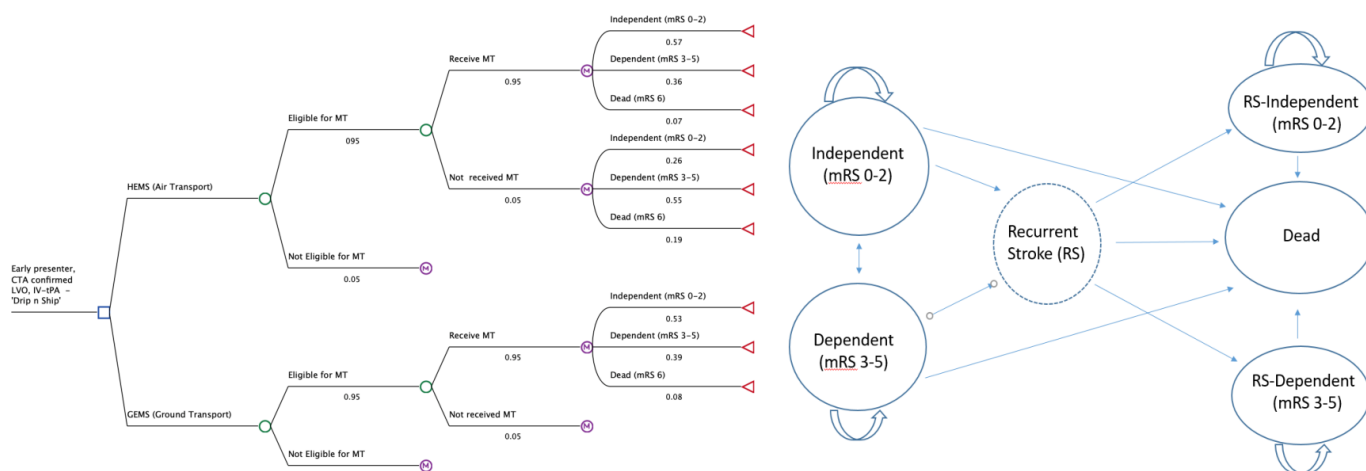 Early presenter,
CTA confirmed
LVO, IV-tPA –
'Drip n Ship'
HEMS (Air Transport)
Eligible for MT
095
Receive MT
0.95
Independent (mRS 0-2)
0.57
Dependent (mRS 3-5)
0.36
Dead (mRS 6)
0.07
Not received MT
0.05
Independent (mRS 0-2)
0.26
Dependent (mRS 3-5)
0.55
Dead (mRS 6)
0.19
Not Eligible for MT
0.05
GEMS (Ground Transport)
Eligible for MT
0.95
Receive MT
0.95
Independent (mRS 0-2)
0.53
Dependent (mRS 3-5)
0.39
Dead (mRS 6)
0.08
Not received MT
0.05
Not Eligible for MT
M
M
M
M
M
M
Independent
(mRS 0-2)
Dependent
(mRS 3-5)
Recurrent
Stroke (RS)
RS-Independent
(mRS 0-2)
Dead
RS-Dependent
(mRS 3-5)